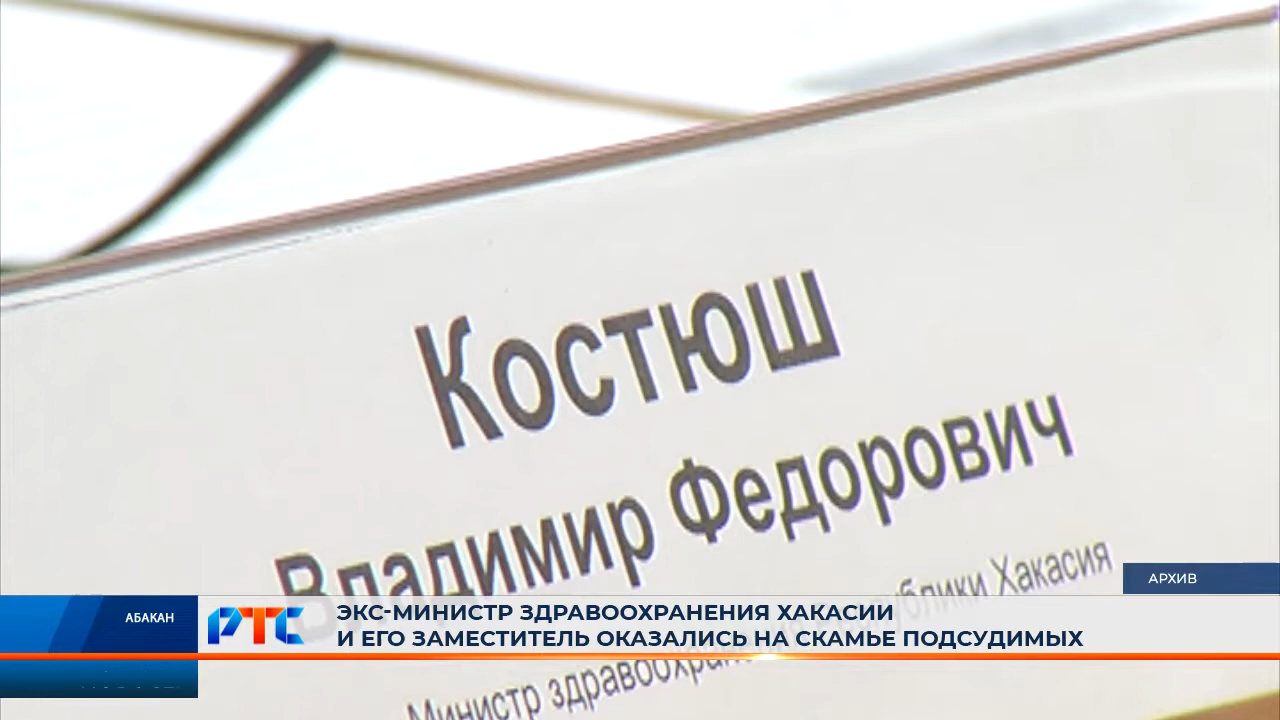 Костюш
Владимир Федорович
Министр здравоохранения Республики Хакасия
АРХИВ
АБАКАН
РТС
ЭКС-МИНИСТР ЗДРАВООХРАНЕНИЯ ХАКАСИИ
И ЕГО ЗАМЕСТИТЕЛЬ ОКАЗАЛИСЬ НА СКАМЬЕ ПОДСУДИМЫХ